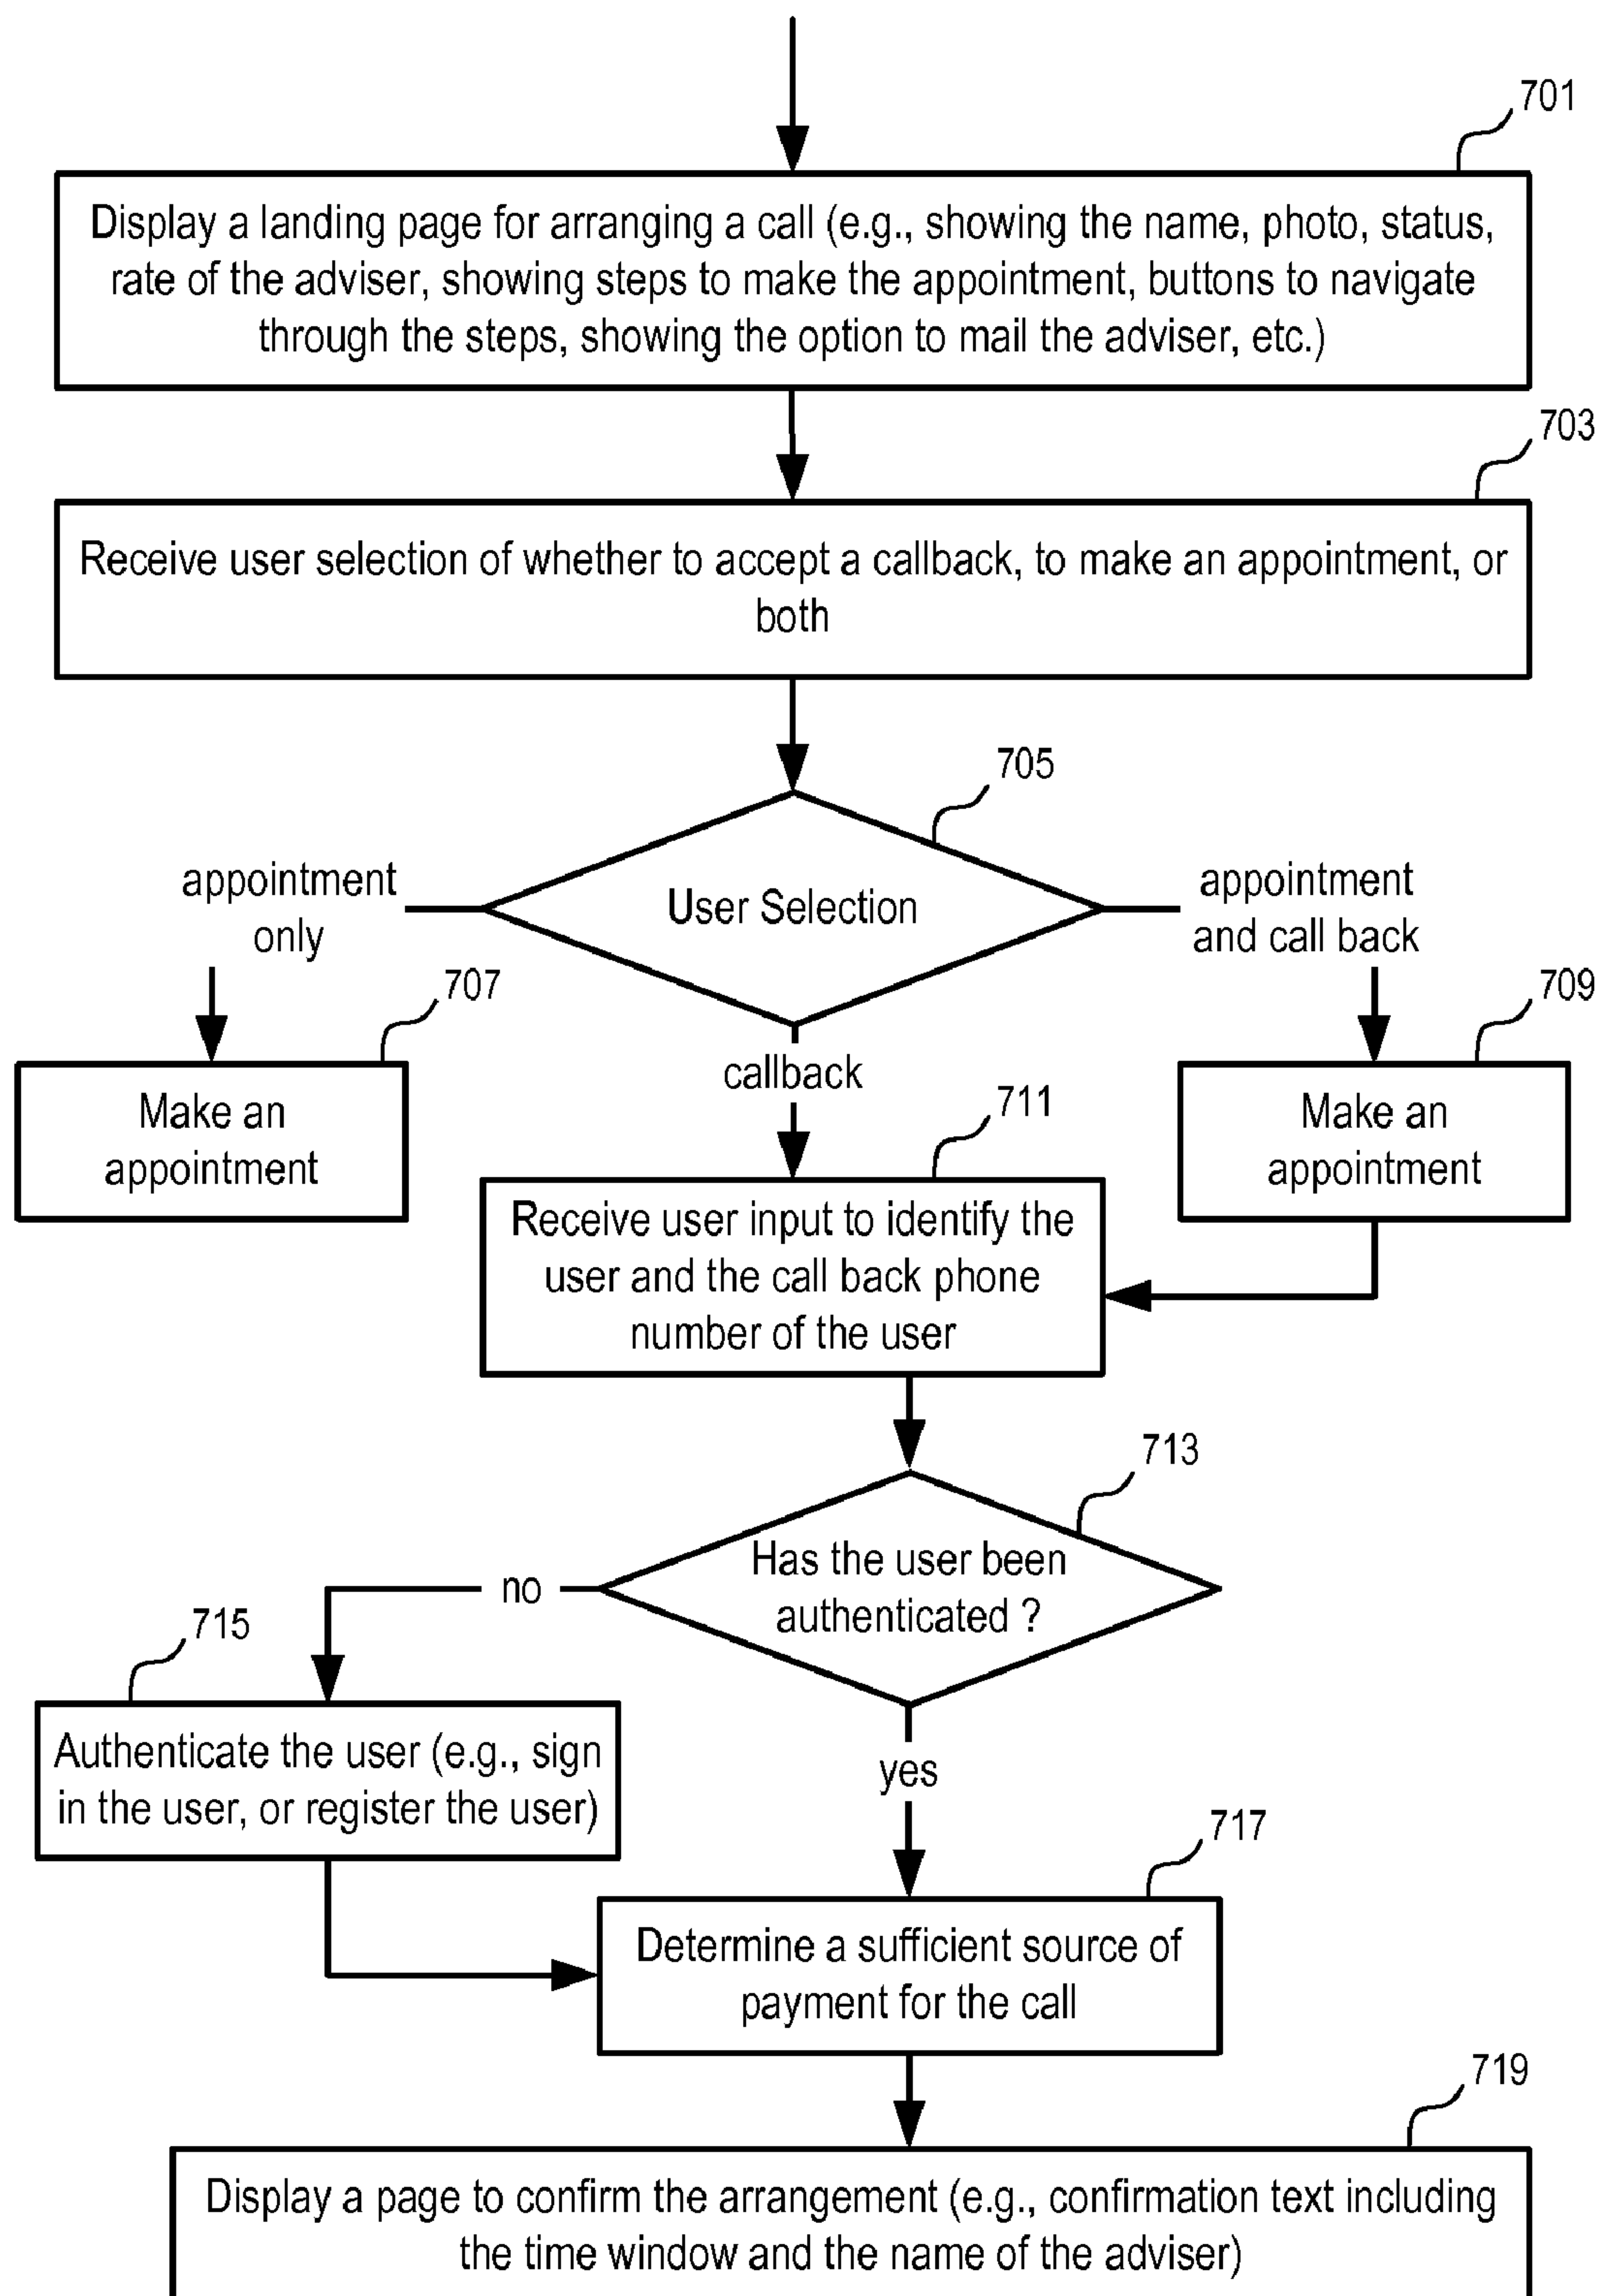 701
Display a landing page for arranging a call (e.g., showing the name, photo, status,
rate of the adviser, showing steps to make the appointment, buttons to navigate
through the steps, showing the option to mail the adviser, etc.)
703
Receive user selection of whether to accept a callback, to make an appointment, or
both
705
User Selection
appointment
only
appointment
and call back
707
Make an
appointment
callback
709
Make an
appointment
711
Receive user input to identify the
user and the call back phone
number of the user
713
Has the user been
authenticated ?
no
715
Authenticate the user (e.g., sign
in the user, or register the user)
yes
717
Determine a sufficient source of
payment for the call
719
Display a page to confirm the arrangement (e.g., confirmation text including
the time window and the name of the adviser)